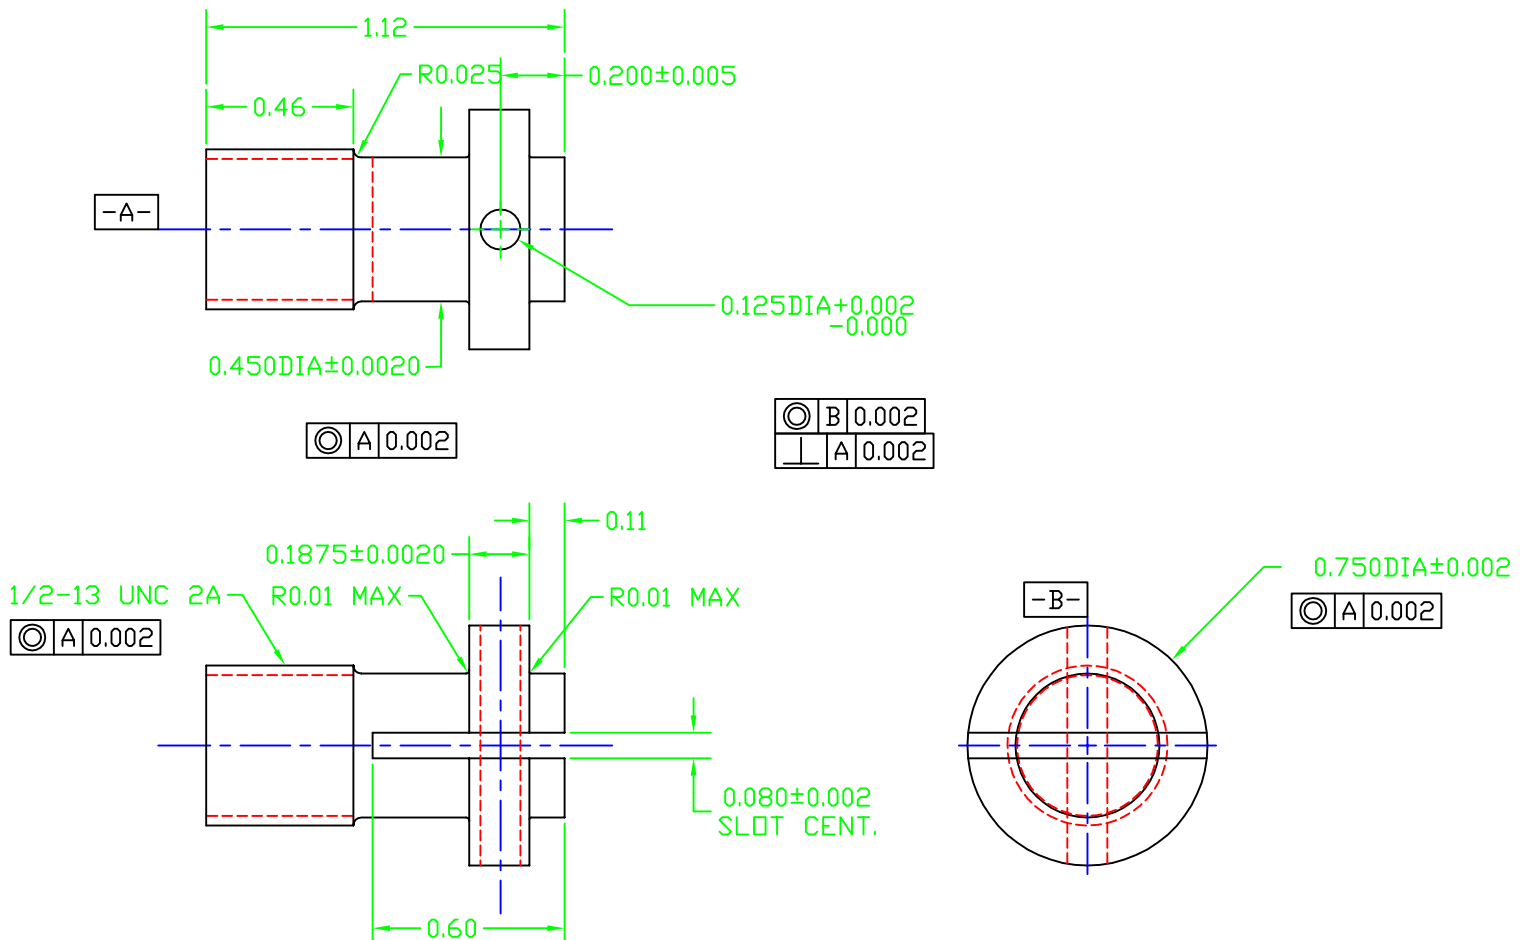 1.12
R0.025
0.200±0.005
0.46
-A-
0.125DIA+0.002
-0.000
0.450DIA±0.0020
B 0.002
A 0.002
A 0.002
0.11
0.1875±0.0020
0.750DIA±0.002
1/2-13 UNC 2A
R0.01 MAX
R0.01 MAX
-B-
A 0.002
A 0.002
0.080±0.002
SLOT CENT.
0.60